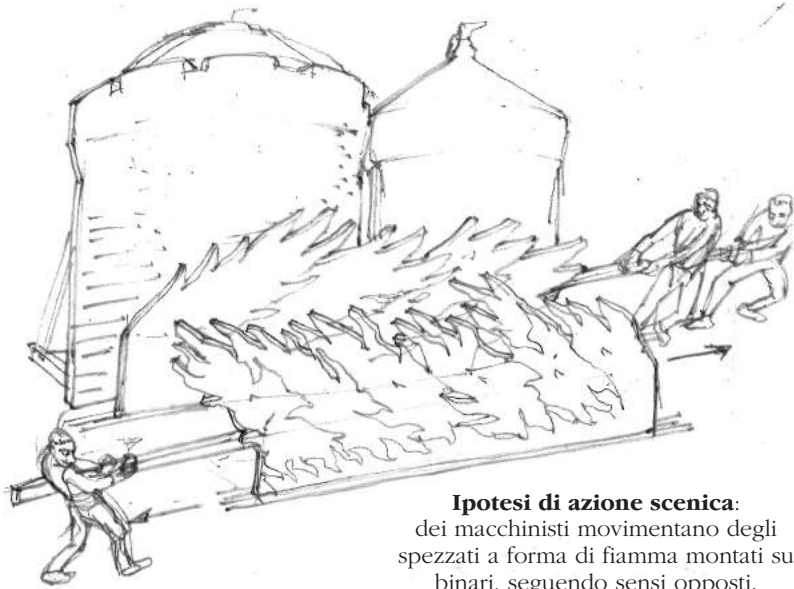 Ipotesi di azione scenica:
dei macchinisti movimentano degli
spezzati a forma di fiamma montati su
binari, seguendo sensi opposti.